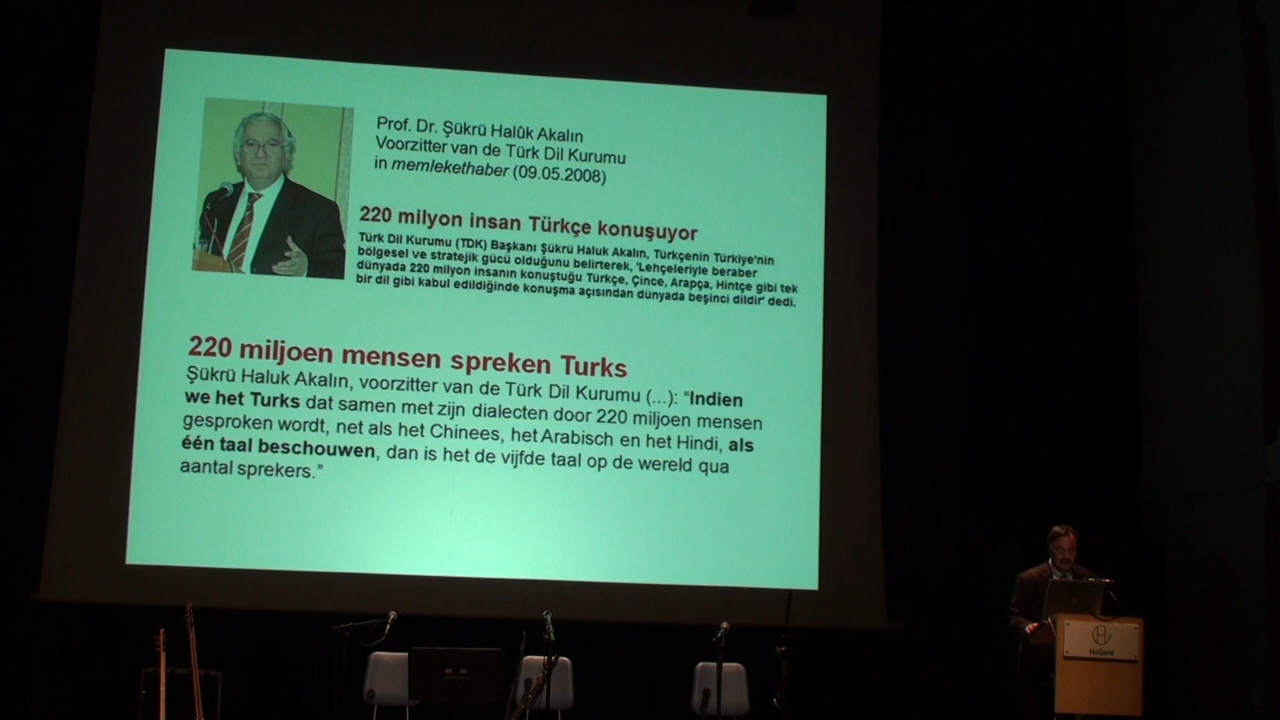 Prof. Dr. Şükrü Halûk Akalın
Voorzitter van de Türk Dil Kurumu
in memlekethaber (09.05.2008)
220 milyon insan Türkçe konuşuyor
Türk Dil Kurumu (TDK) Başkanı Şükrü Haluk Akalın, Türkçenin Türkiye'nin
bölgesel ve stratejik gücü olduğunu belirterek, 'Lehçeleriyle beraber
dünyada 220 milyon insanın konuştuğu Türkçe, Çince, Arapça, Hintçe gibi tek
bir dil gibi kabul edildiğinde konuşma açısından dünyada beşinci dildir' dedi.
220 miljoen mensen spreken Turks
Şükrü Haluk Akalın, voorzitter van de Türk Dil Kurumu (...): “Indien
we het Turks dat samen met zijn dialecten door 220 miljoen mensen
gesproken wordt, net als het Chinees, het Arabisch en het Hindi, als
één taal beschouwen, dan is het de vijfde taal op de wereld qua
aantal sprekers.”
HoGent